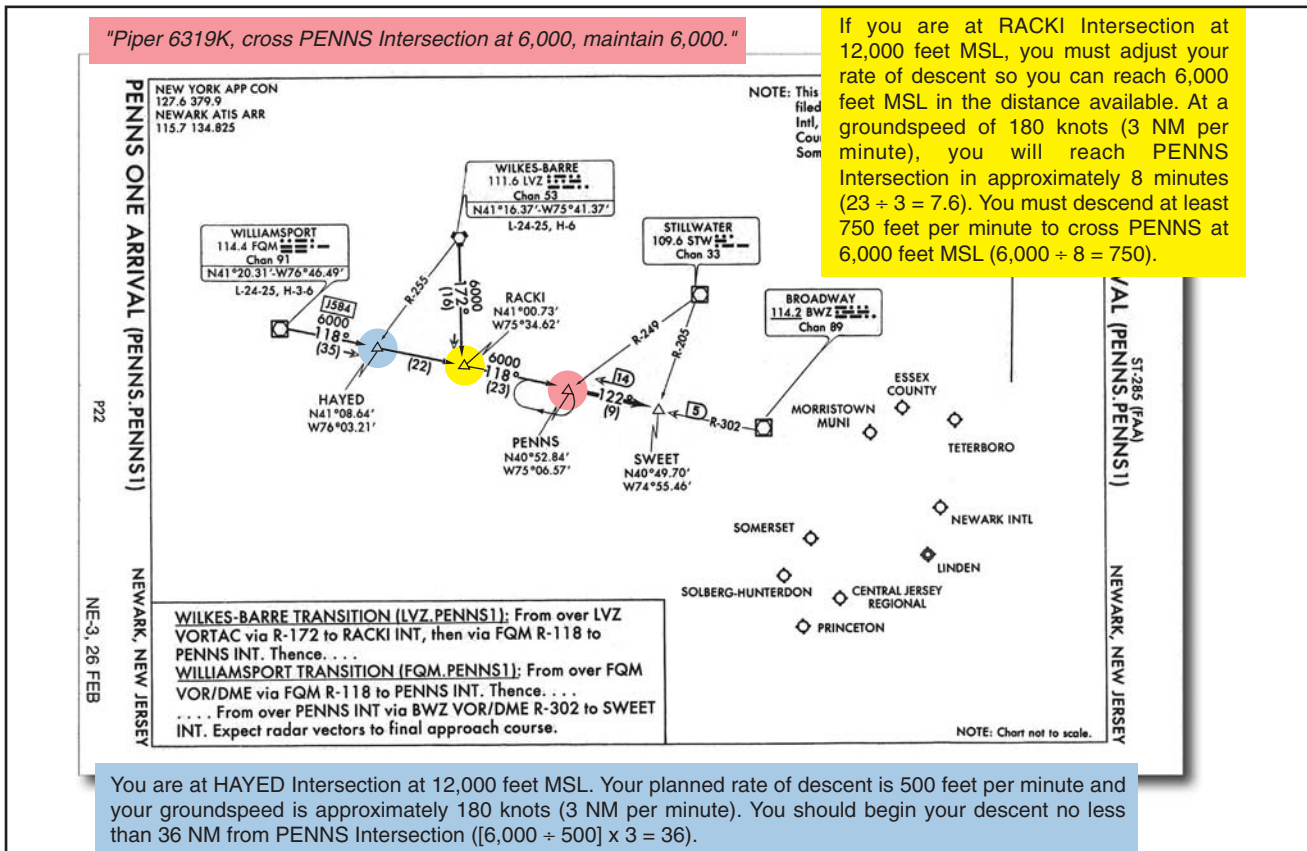 "Piper 6319K, cross PENNS Intersection at 6,000, maintain 6,000."
If you are at RACKI Intersection at
12,000 feet MSL, you must adjust your
rate of descent so you can reach 6,000
feet MSL in the distance available. At a
groundspeed of 180 knots (3 NM per
minute), you will reach PENNS
Intersection in approximately 8 minutes
(23 ÷ 3 = 7.6). You must descend at least
750 feet per minute to cross PENNS at
6,000 feet MSL (6,000 ÷ 8 = 750).
PENNS ONE ARRIVAL (PENNS.PENNS1)
P22
NEWARK, NEW JERSEY
NE-3, 26 FEB
NEW YORK APP CON
127.6 379.9
NEWARK ATIS ARR
115.7 134.825
NOTE: This
filed
Intl,
Cou
Som
WILKES-BARRE
111.6 LVZ
Chan 53
N41°16.37'-W75°41.37'
L-24-25, H-6
WILLIAMSPORT
114.4 FQM
Chan 91
N41°20.31'-W76°46.49'
L-24-25, H-3-6
STILLWATER
109.6 STW
Chan 33
BROADWAY
114.2 BWZ
Chan 89
J584
6000
118°
(35)
R-255
6000
172°
(16)
RACKI
N41°00.73'
W75°34.62'
(22)
6000
118°
(23)
R-249
R-205
14
122°
(9)
5
R-302
HAYED
N41°08.64'
W76°03.21'
PENNS
N40°52.84'
W75°06.57'
SWEET
N40°49.70'
W74°55.46'
ESSEX
COUNTY
MORRISTOWN
MUNI
TETERBORO
NEWARK INTL
SOMERSET
LINDEN
SOLBERG-HUNTERDON
CENTRAL JERSEY
REGIONAL
PRINCETON
VAL (PENNS.PENNS1)
ST-285 (FAA)
NEWARK, NEW JERSEY
WILKES-BARRE TRANSITION (LVZ.PENNS1): From over LVZ
VORTAC via R-172 to RACKI INT, then via FQM R-118 to
PENNS INT. Thence. . . .
WILLIAMSPORT TRANSITION (FQM.PENNS1): From over FQM
VOR/DME via FQM R-118 to PENNS INT. Thence. . . .
. . . . From over PENNS INT via BWZ VOR/DME R-302 to SWEET
INT. Expect radar vectors to final approach course.
NOTE: Chart not to scale.
You are at HAYED Intersection at 12,000 feet MSL. Your planned rate of descent is 500 feet per minute and
your groundspeed is approximately 180 knots (3 NM per minute). You should begin your descent no less
than 36 NM from PENNS Intersection ([6,000 ÷ 500] x 3 = 36).